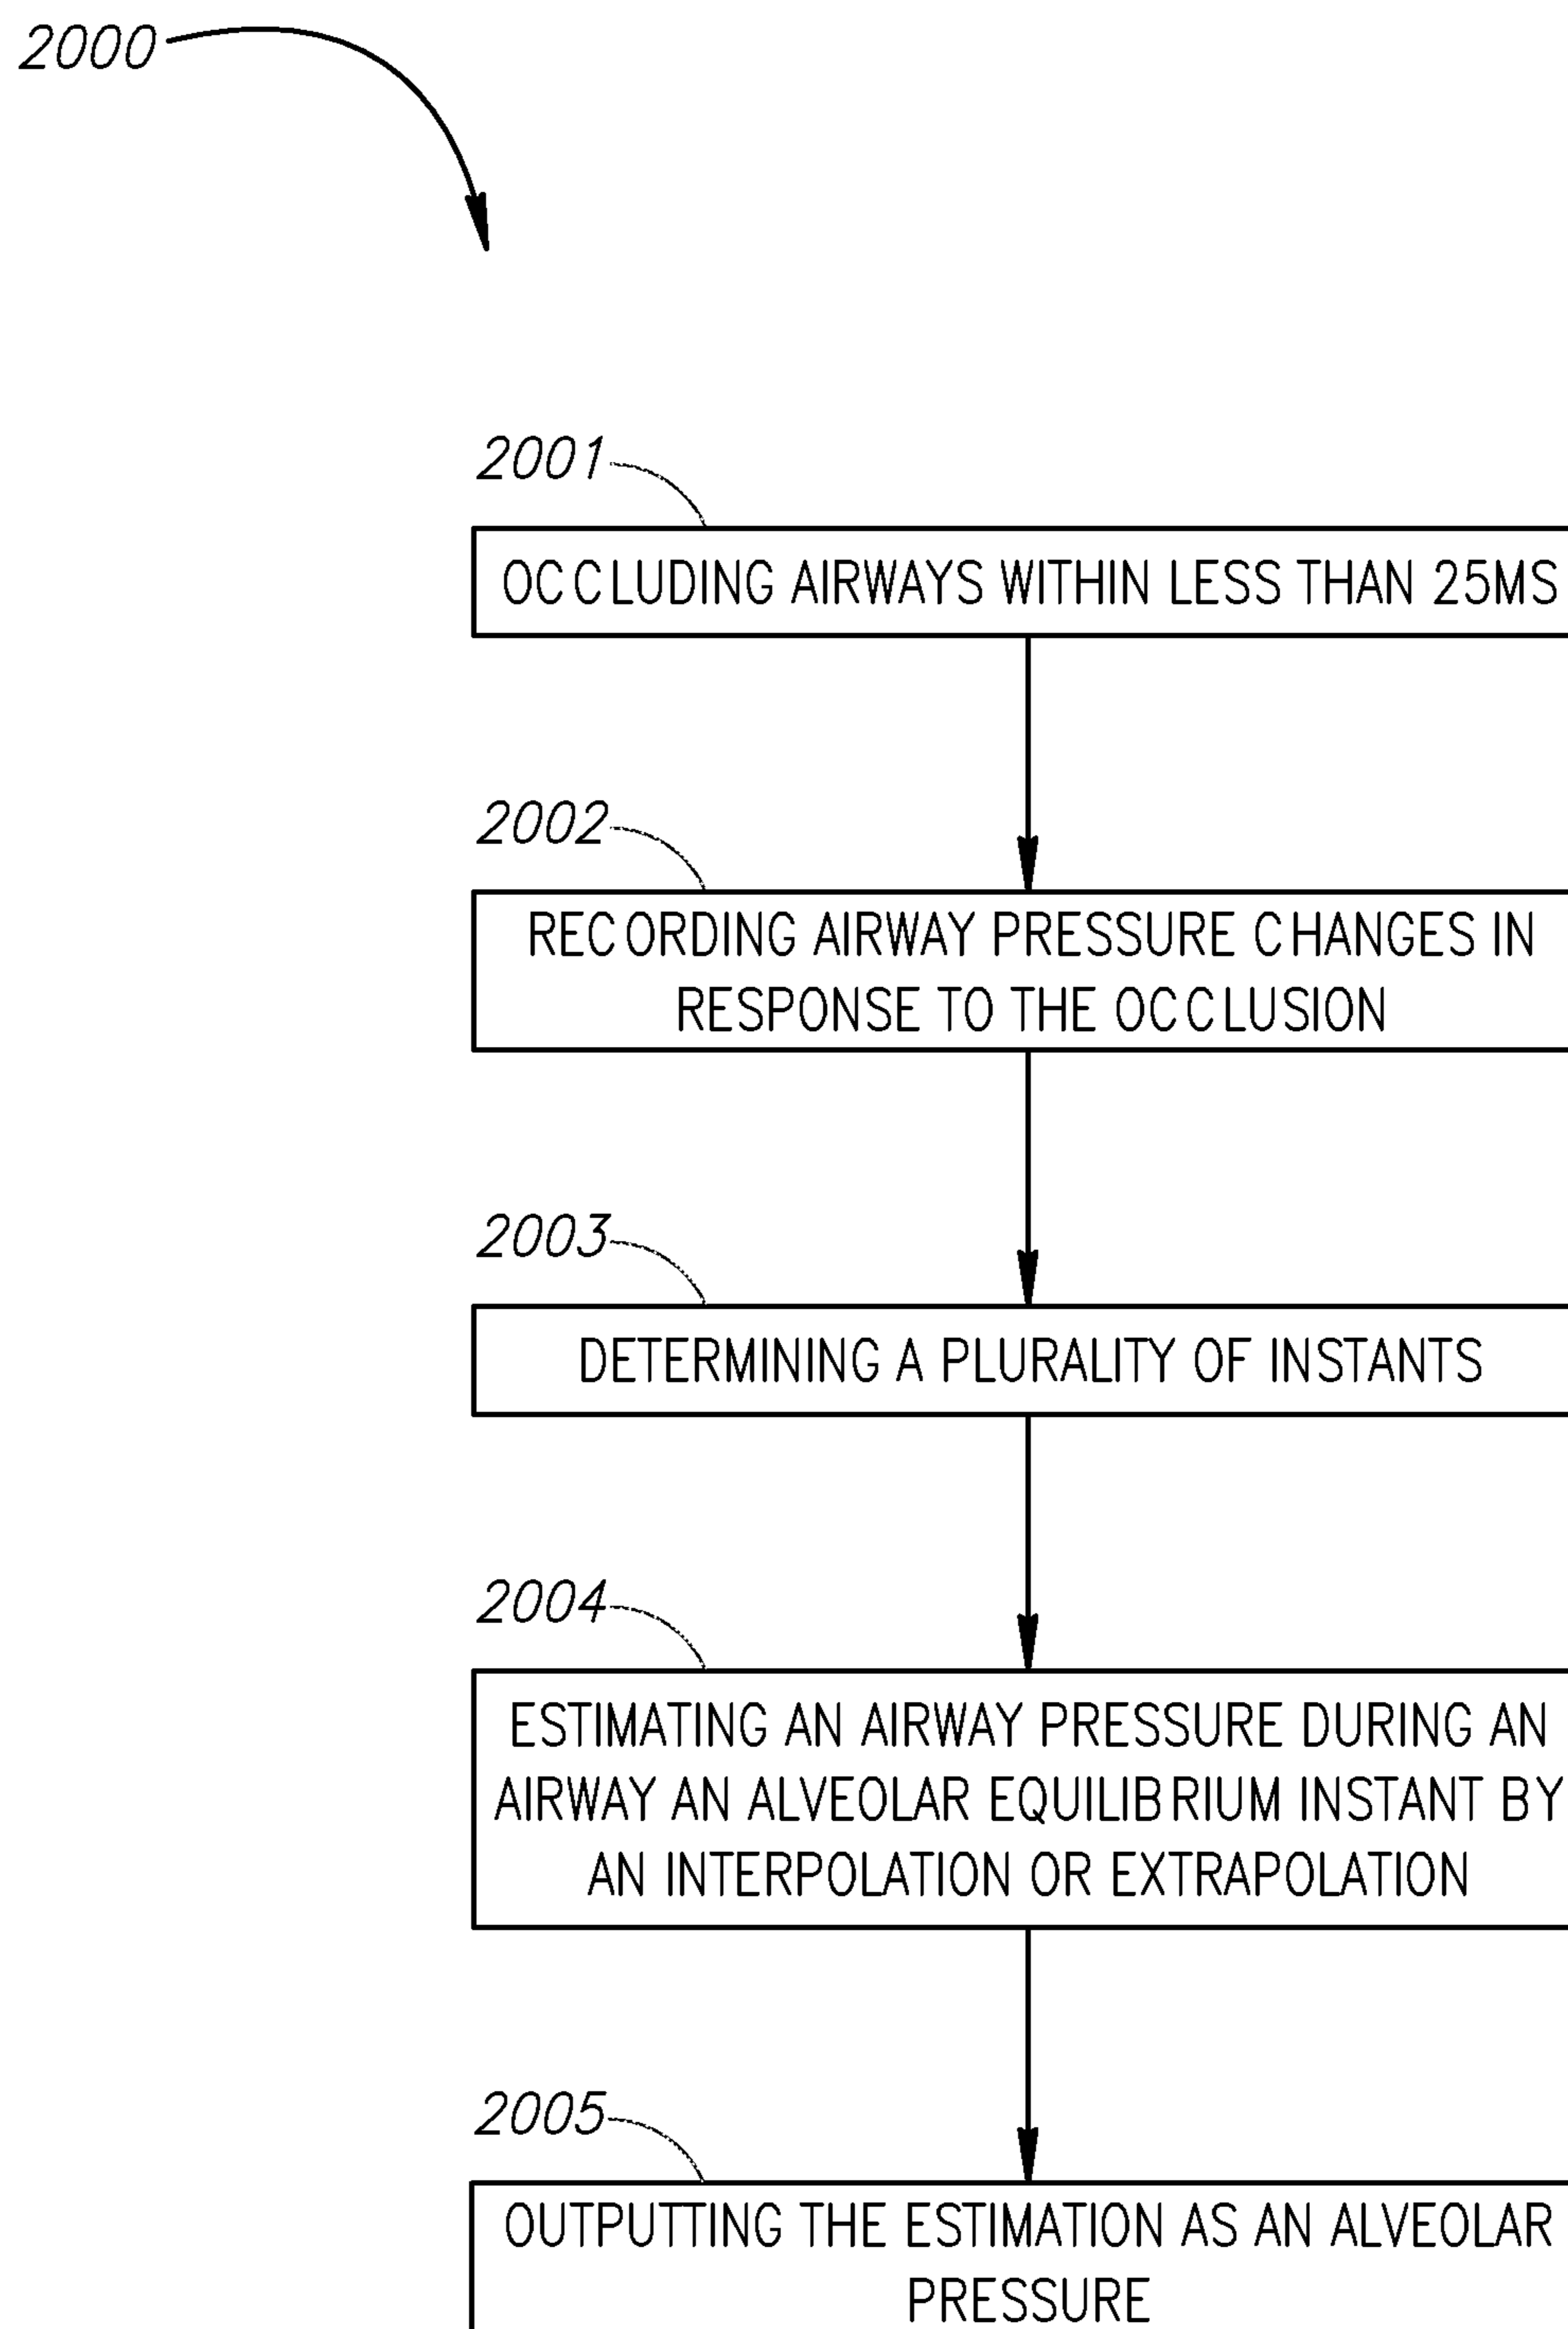 2000
2001
OCCLUDING AIRWAYS WITHIN LESS THAN 25MS
2002
RECORDING AIRWAY PRESSURE CHANGES IN
RESPONSE TO THE OCCLUSION
2003
DETERMINING A PLURALITY OF INSTANTS
2004
ESTIMATING AN AIRWAY PRESSURE DURING AN
AIRWAY AN ALVEOLAR EQUILIBRIUM INSTANT BY
AN INTERPOLATION OR EXTRAPOLATION
2005
OUTPUTTING THE ESTIMATION AS AN ALVEOLAR
PRESSURE